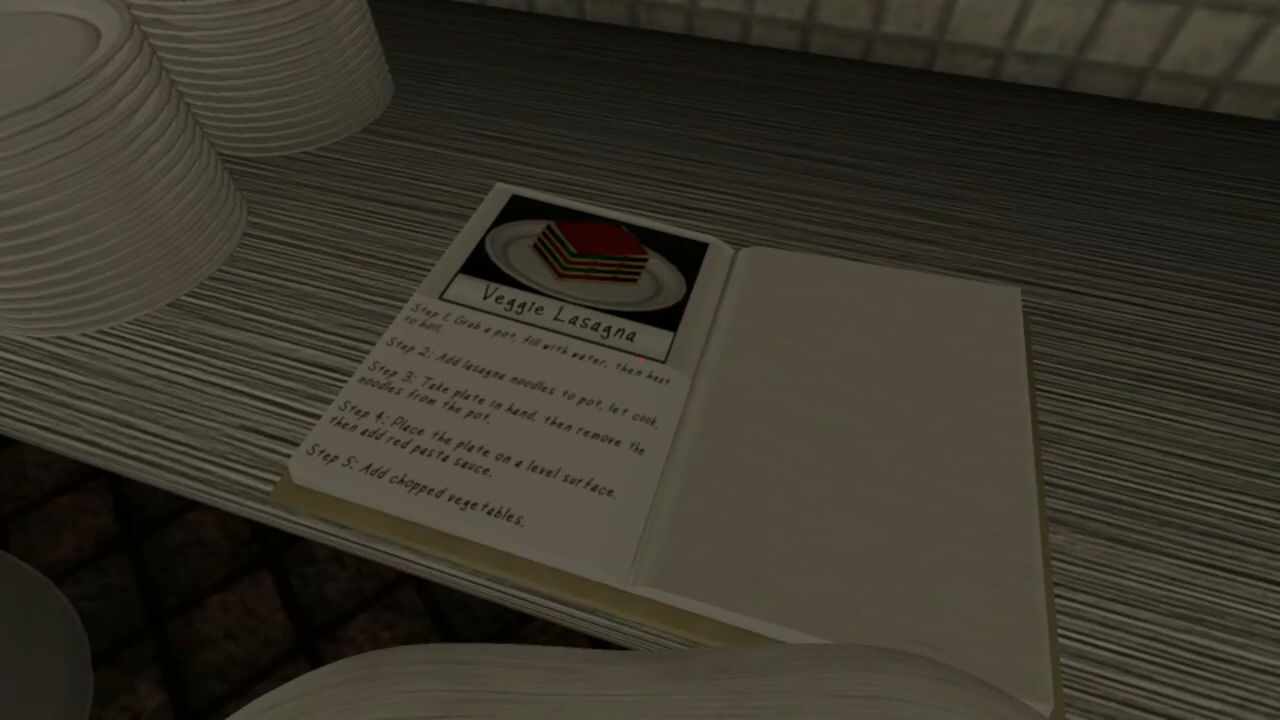 Veggie Lasagna
Step 1: Grab a pot, fill with water, then heat
to boil.
Step 2: Add lasagna noodles to pot, let cook.
Step 3: Take plate in hand, then remove the
noodles from the pot.
Step 4: Place the plate on a level surface,
then add red pasta sauce.
Step 5: Add chopped vegetables.